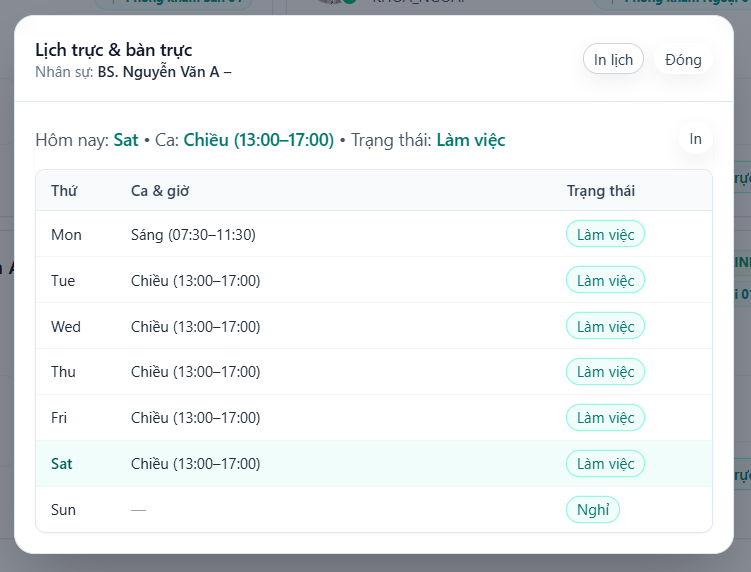 Lịch trực & bàn trực
Nhân sự: BS. Nguyễn Văn A –
In lịch
Đóng
Hôm nay: Sat • Ca: Chiều (13:00–17:00) • Trạng thái: Làm việc
In
Thứ Ca & giờ Trạng thái
Mon Sáng (07:30–11:30) Làm việc
Tue Chiều (13:00–17:00) Làm việc
Wed Chiều (13:00–17:00) Làm việc
Thu Chiều (13:00–17:00) Làm việc
Fri Chiều (13:00–17:00) Làm việc
Sat Chiều (13:00–17:00) Làm việc
Sun — Nghỉ